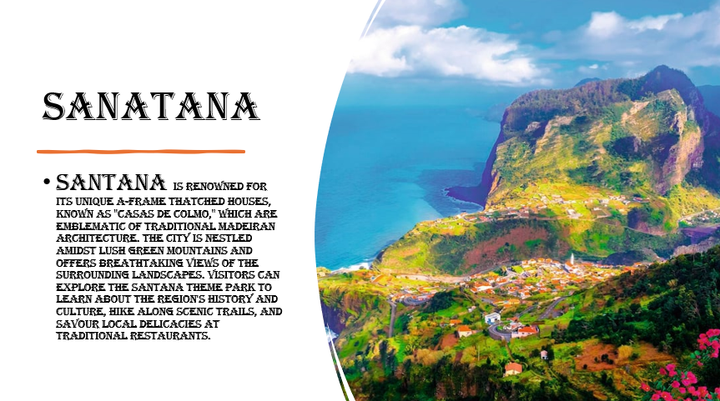 SANATANA
• SANTANA IS RENOWNED FOR
ITS UNIQUE A-FRAME THATCHED HOUSES,
KNOWN AS "CASAS DE COLMO," WHICH ARE
EMBLEMATIC OF TRADITIONAL MADEIRAN
ARCHITECTURE. THE CITY IS NESTLED
AMIDST LUSH GREEN MOUNTAINS AND
OFFERS BREATHTAKING VIEWS OF THE
SURROUNDING LANDSCAPES. VISITORS CAN
EXPLORE THE SANTANA THEME PARK TO
LEARN ABOUT THE REGION'S HISTORY AND
CULTURE, HIKE ALONG SCENIC TRAILS, AND
SAVOUR LOCAL DELICACIES AT
TRADITIONAL RESTAURANTS.